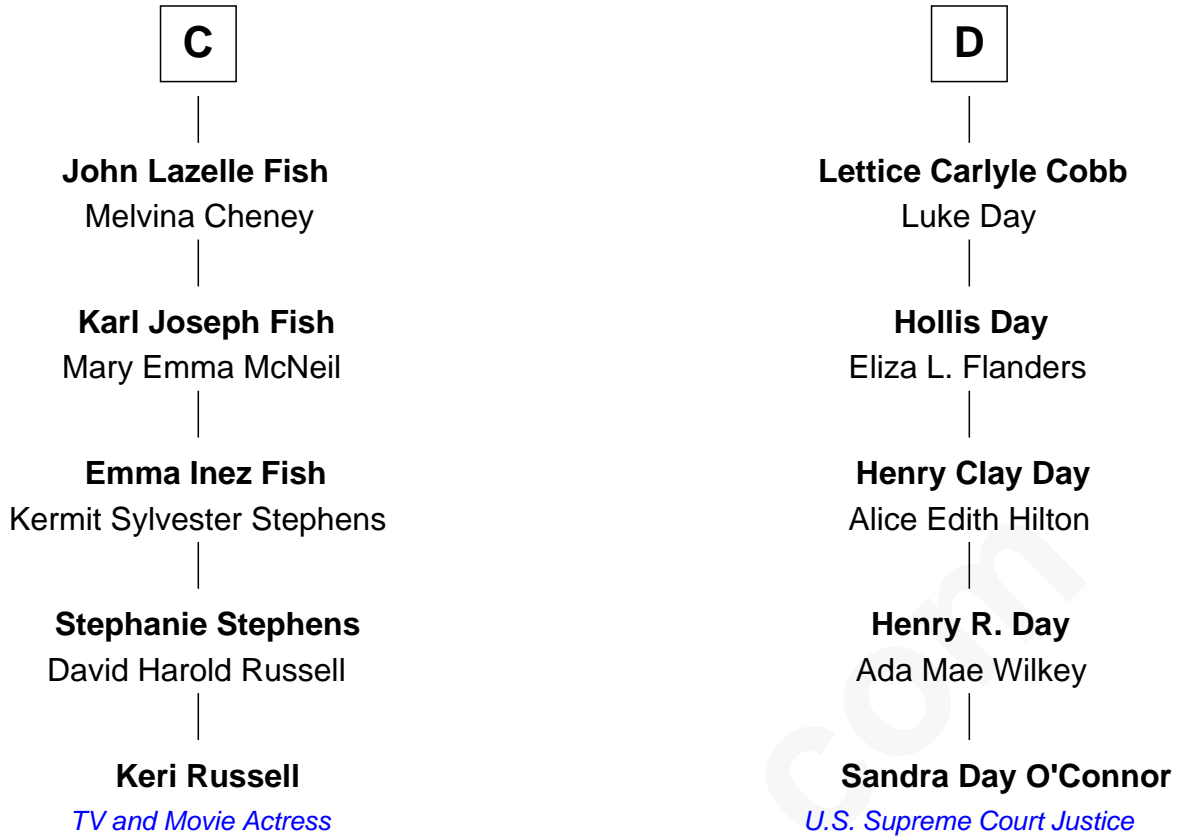 C
John Lazelle Fish
Melvina Cheney
Karl Joseph Fish
Mary Emma McNeil
Emma Inez Fish
Kermit Sylvester Stephens
Stephanie Stephens
David Harold Russell
Keri Russell
TV and Movie Actress
D
Lettice Carlyle Cobb
Luke Day
Hollis Day
Eliza L. Flanders
Henry Clay Day
Alice Edith Hilton
Henry R. Day
Ada Mae Wilkey
Sandra Day O'Connor
U.S. Supreme Court Justice
com